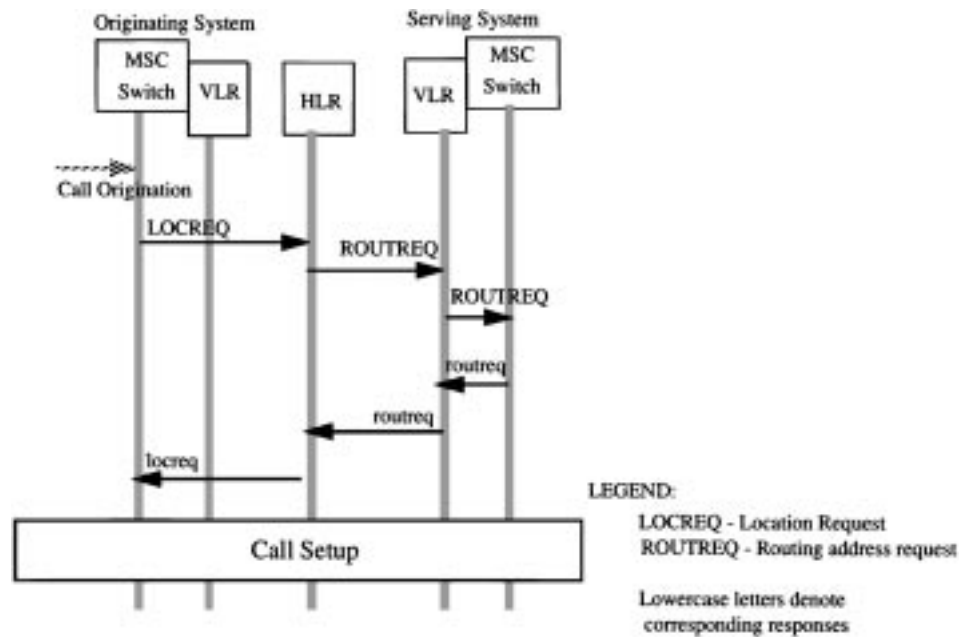 Originating System
Serving System
MSC
Switch
VLR
HLR
VLR
MSC
Switch
Call Origination
LOCREQ
ROUTREQ
ROUTREQ
routreq
routreq
locreq
Call Setup
LEGEND:
LOCREQ - Location Request
ROUTREQ - Routing address request
Lowercase letters denote
corresponding responses